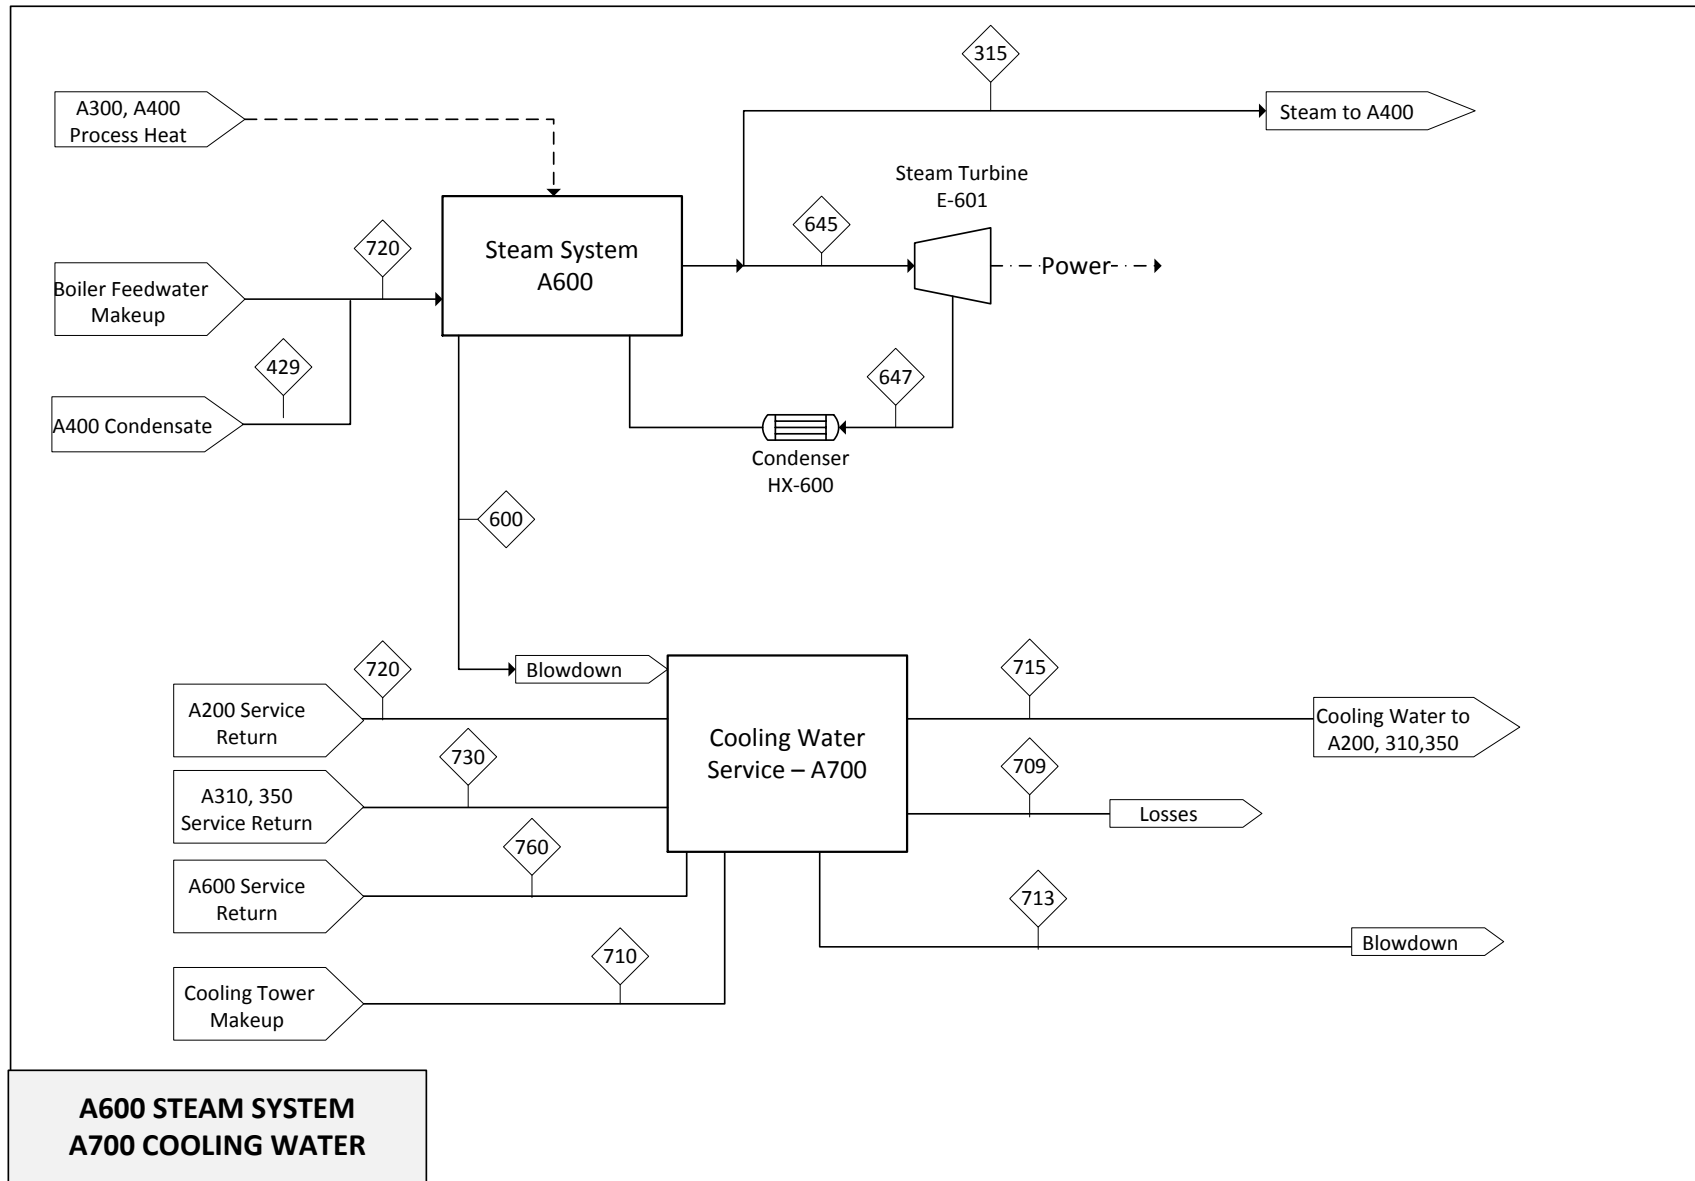 315
A300, A400
Process Heat
Steam to A400
Steam Turbine
E-601
720
645
Steam System
A600
Power
Boiler Feedwater
Makeup
429
647
A400 Condensate
Condenser
HX-600
600
Blowdown
720
715
A200 Service
Return
Cooling Water to
A200, 310,350
Cooling Water
Service – A700
730
709
A310, 350
Service Return
Losses
760
A600 Service
Return
713
Blowdown
710
Cooling Tower
Makeup
A600 STEAM SYSTEM
A700 COOLING WATER